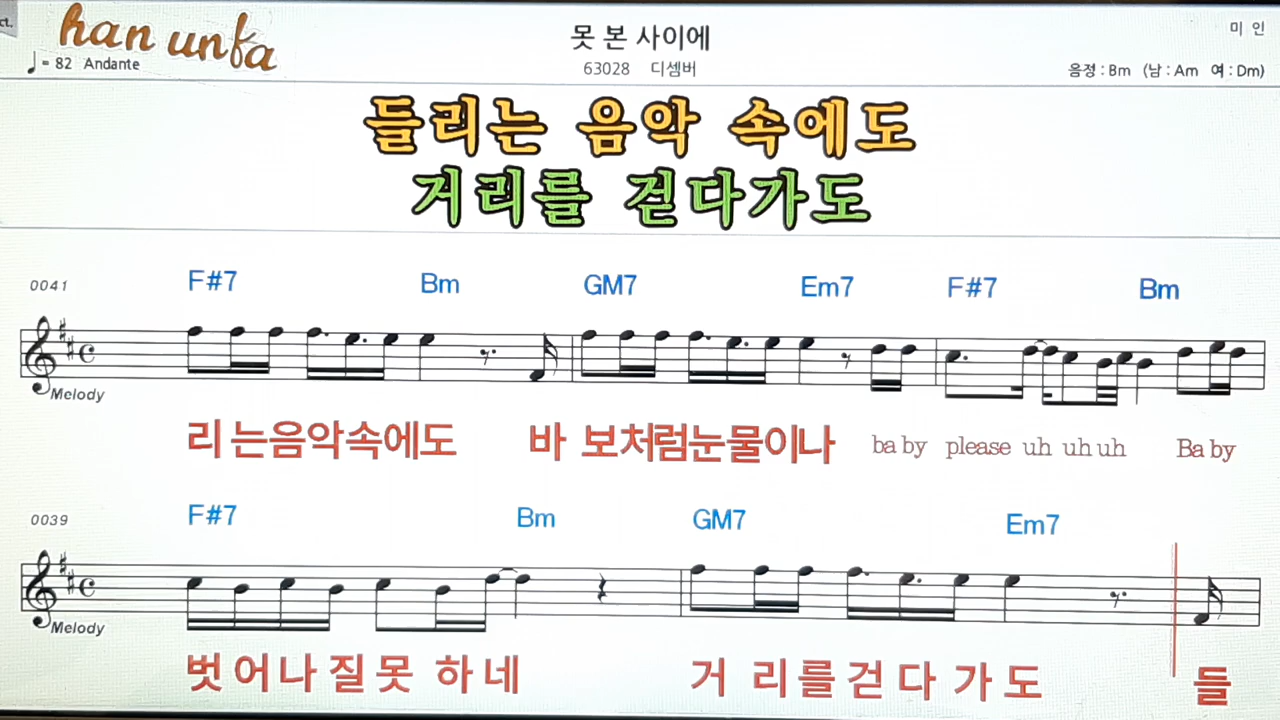 ct.
han unfa
못 본 사이에
미 인
♩ = 82 Andante
63028 디셈버
음정 : Bm (남 : Am 여 : Dm)
들리는 음악 속에도
거리를 걷다가도
0041 F#7 Bm GM7 Em7 F#7 Bm
Melody
리 는음악속에도 바 보처럼눈물이나 ba by please uh uh uh Ba by
0039 F#7 Bm GM7 Em7
Melody
벗 어 나 질 못 하 네 거 리 를 걷 다 가 도 들